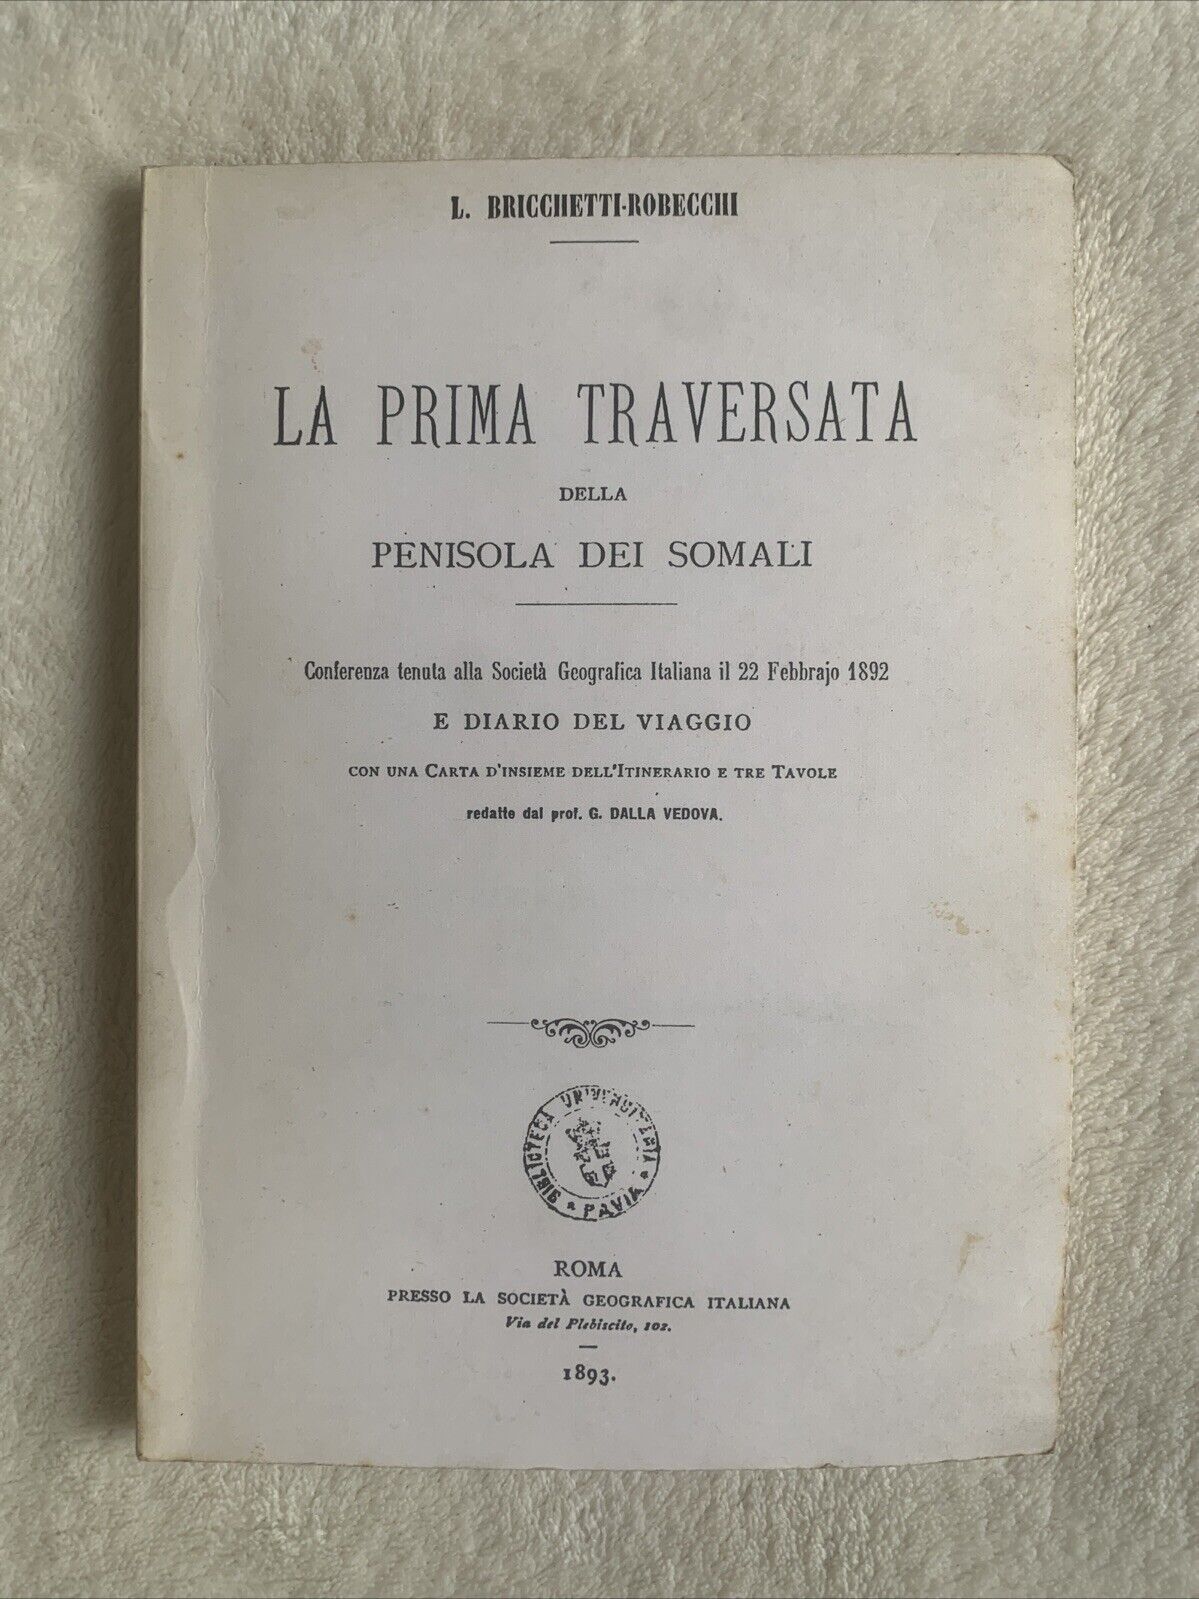 L. BRICCHETTI-ROBECCHI
LA PRIMA TRAVERSATA
DELLA
PENISOLA DEI SOMALI
Conferenza tenuta alla Società Geografica Italiana il 22 Febbrajo 1892
E DIARIO DEL VIAGGIO
CON UNA CARTA D'INSIEME DELL'ITINERARIO E TRE TAVOLE
redatte dal prof. G. DALLA VEDOVA.
BIBLIOTECA UNIVERSITARIA
* PAVIA *
ROMA
PRESSO LA SOCIETÀ GEOGRAFICA ITALIANA
Via del Plebiscito, 102.
1893.